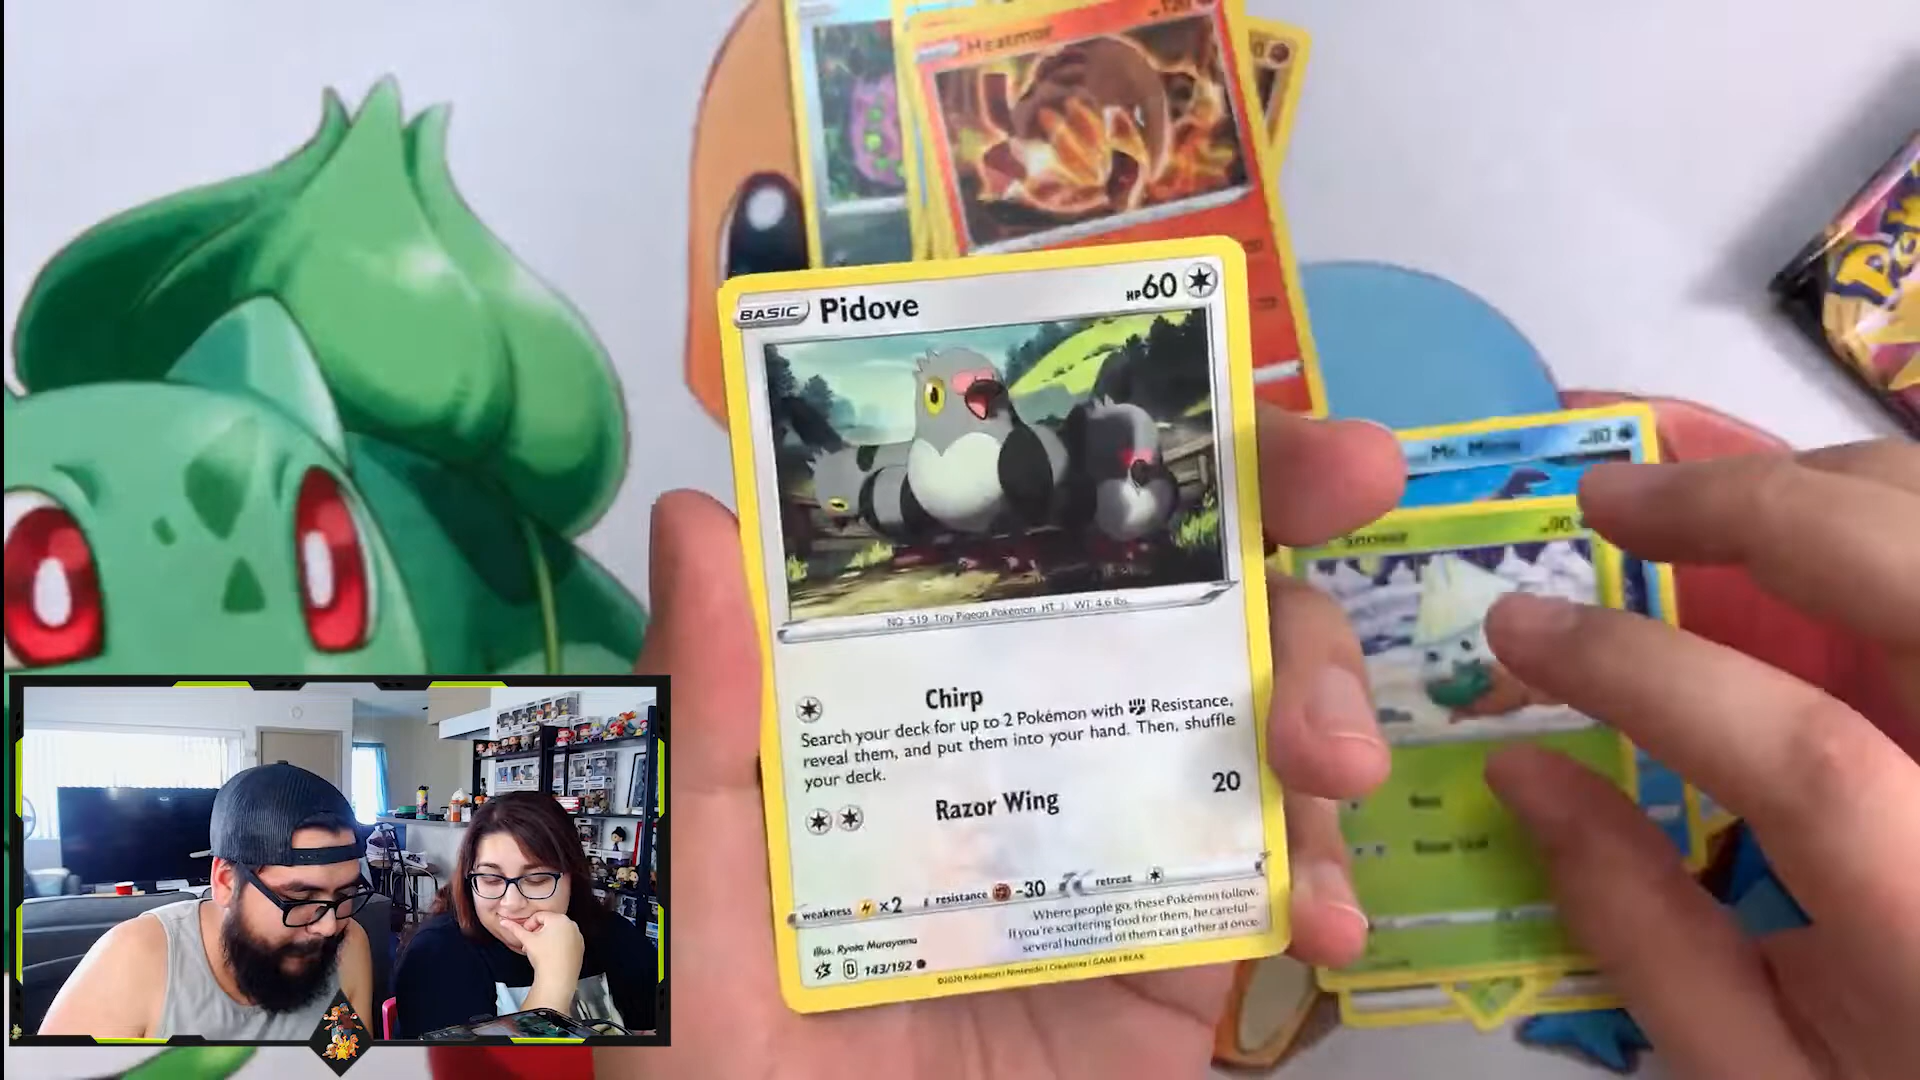 Heatmor
BASIC Pidove HP 60
Mr. Mime
NO. 519 Tiny Pigeon Pokémon HT: 1' WT: 4.6 lbs.
Chirp
Search your deck for up to 2 Pokémon with Resistance,
reveal them, and put them into your hand. Then, shuffle
your deck.
Razor Wing 20
weakness ×2 resistance -30 retreat
Where people go, these Pokémon follow.
If you're scattering food for them, be careful—
several hundred of them can gather at once.
Illus. Ryota Murayama
D 143/192
©2020 Pokémon / Nintendo / Creatures / GAME FREAK